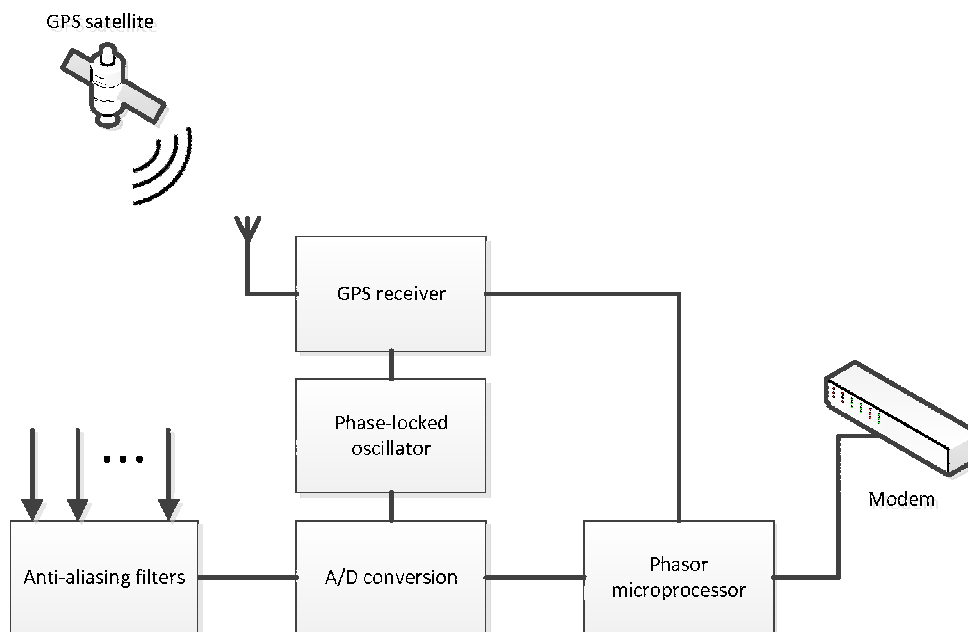 GPS satellite
GPS receiver
Phase-locked
oscillator
Modem
Anti-aliasing filters
A/D conversion
Phasor
microprocessor